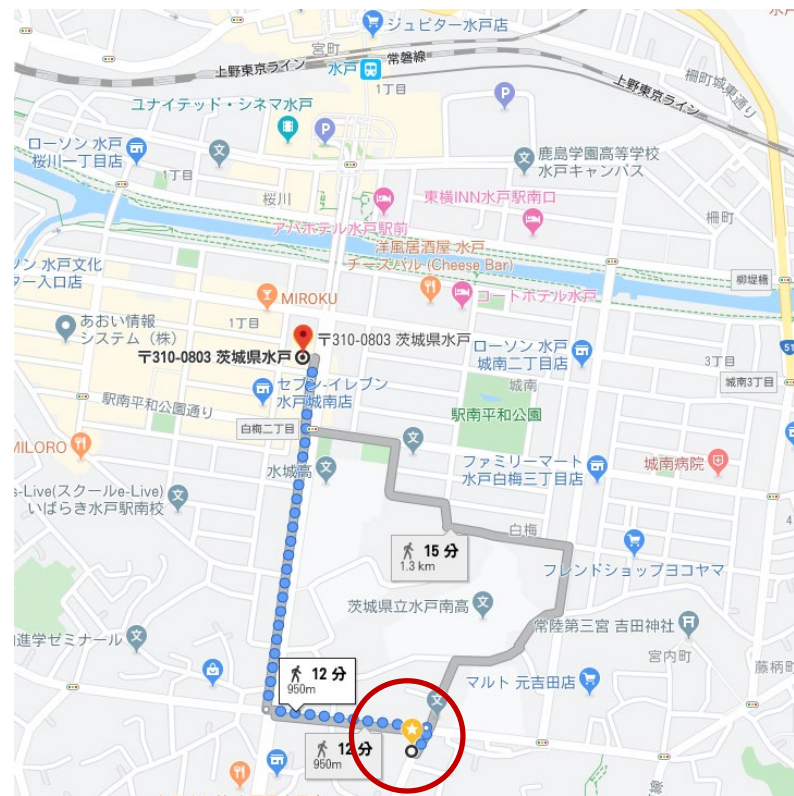 ジュピター水戸店
宮町
常磐線
上野東京ライン
水戸
上野東京ライン
柵町城東通り
1丁目
ユナイテッド・シネマ水戸
P
P
ローソン 水戸
桜川一丁目店
文
文
鹿島学園高等学校
水戸キャンパス
1丁目
桜川
東横INN水戸駅南口
アパホテル水戸駅前
柵町
洋風居酒屋 水戸
チーズバル (Cheese Bar)
ソン 水戸文化
ター入口店
柳堤橋
MIROKU
コートホテル水戸
あおい情報
システム（株）
1丁目
〒310-0803 茨城県水戸
〒310-0803 茨城県水戸
ローソン 水戸
城南二丁目店
51
3丁目
城南3丁目
セブン-イレブン
水戸城南店
城南
駅南平和公園通り
駅南平和公園
白梅二丁目
文
MILORO
水城高
文
ファミリーマート
水戸白梅三丁目店
城南病院
e-Live(スクールe-Live)
いばらき水戸駅南校
文
白梅
4丁目
15 分
1.3 km
フレンドショップヨコヤマ
茨城県立水戸南高
文
常陸第三宮 吉田神社
進学ゼミナール
文
宮内町
藤柄町
12 分
950m
マルト 元吉田店
文
12 分
950m